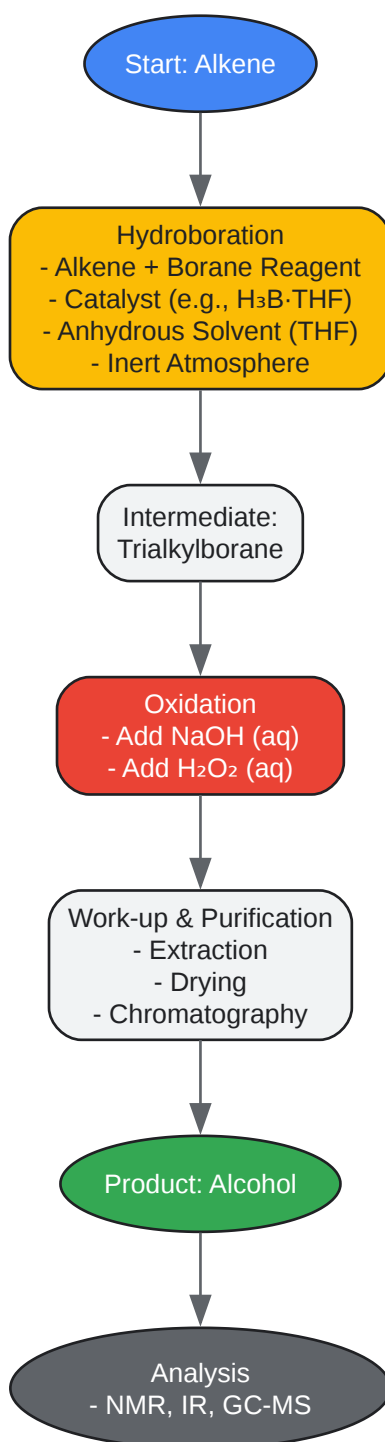 Start: Alkene
Hydroboration
- Alkene + Borane Reagent
- Catalyst (e.g., H₃B·THF)
- Anhydrous Solvent (THF)
- Inert Atmosphere
Intermediate:
Trialkylborane
Oxidation
- Add NaOH (aq)
- Add H₂O₂ (aq)
Work-up & Purification
- Extraction
- Drying
- Chromatography
Product: Alcohol
Analysis
- NMR, IR, GC-MS